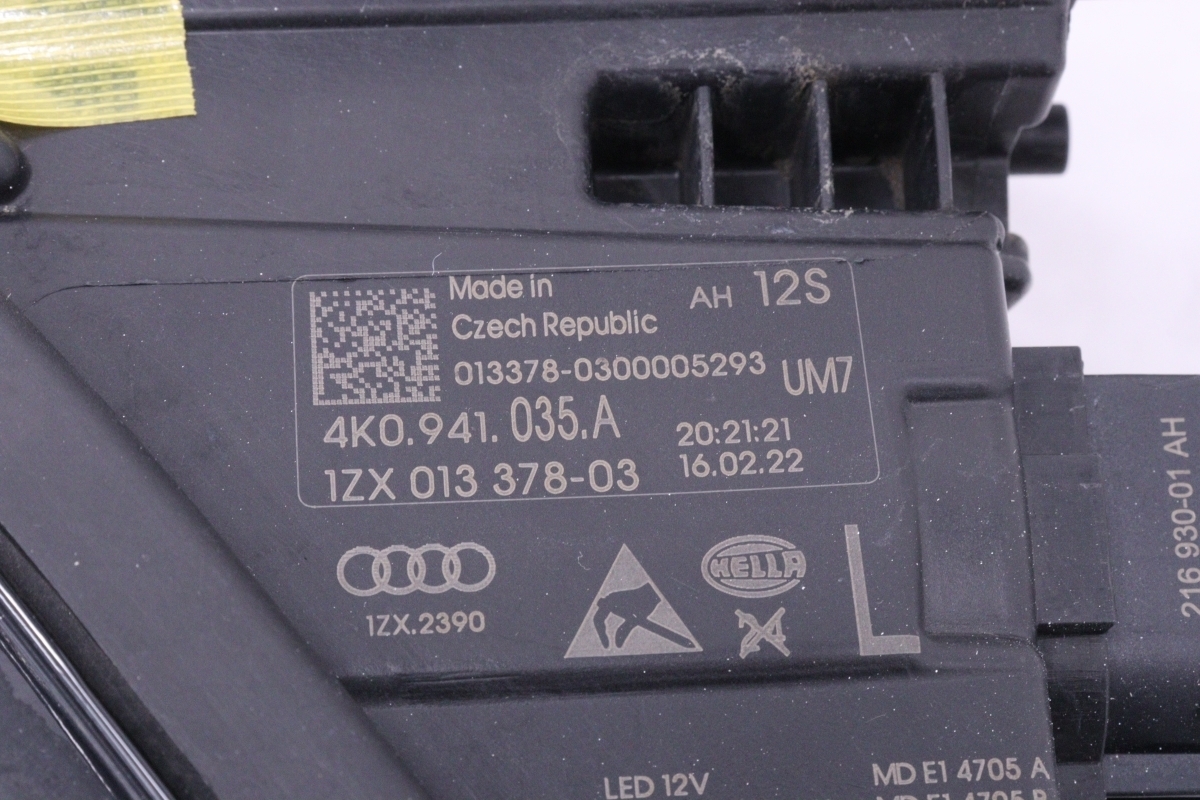 Made in
AH 12S
Czech Republic
013378-0300005293
UM7
4K0.941.035.A
20:21:21
1ZX 013 378-03
16.02.22
1ZX.2390
HELLA
L
LED 12V
MD E1 4705 A
216 930-01 AH